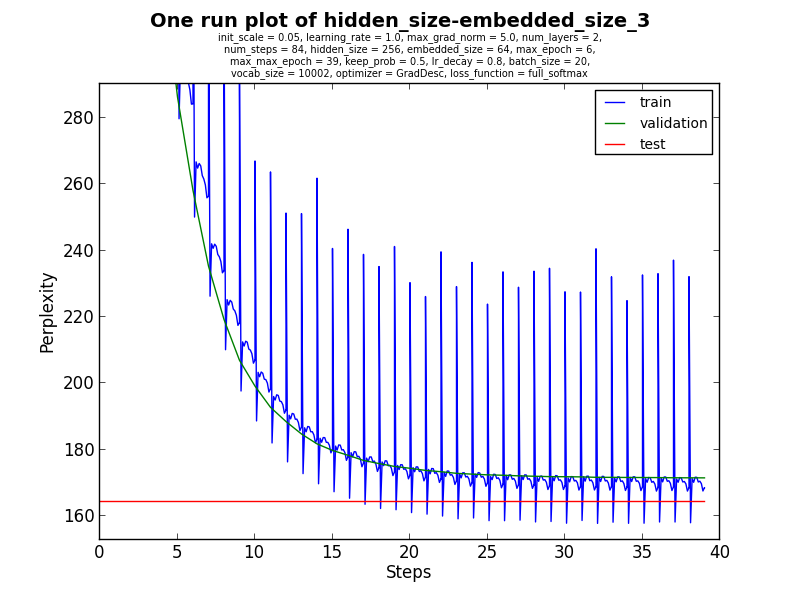 One run plot of hidden_size-embedded_size_3
init_scale = 0.05, learning_rate = 1.0, max_grad_norm = 5.0, num_layers = 2,
num_steps = 84, hidden_size = 256, embedded_size = 64, max_epoch = 6,
max_max_epoch = 39, keep_prob = 0.5, lr_decay = 0.8, batch_size = 20,
vocab_size = 10002, optimizer = GradDesc, loss_function = full_softmax
train
validation
test
280
260
240
220
200
180
160
Perplexity
0 5 10 15 20 25 30 35 40
Steps